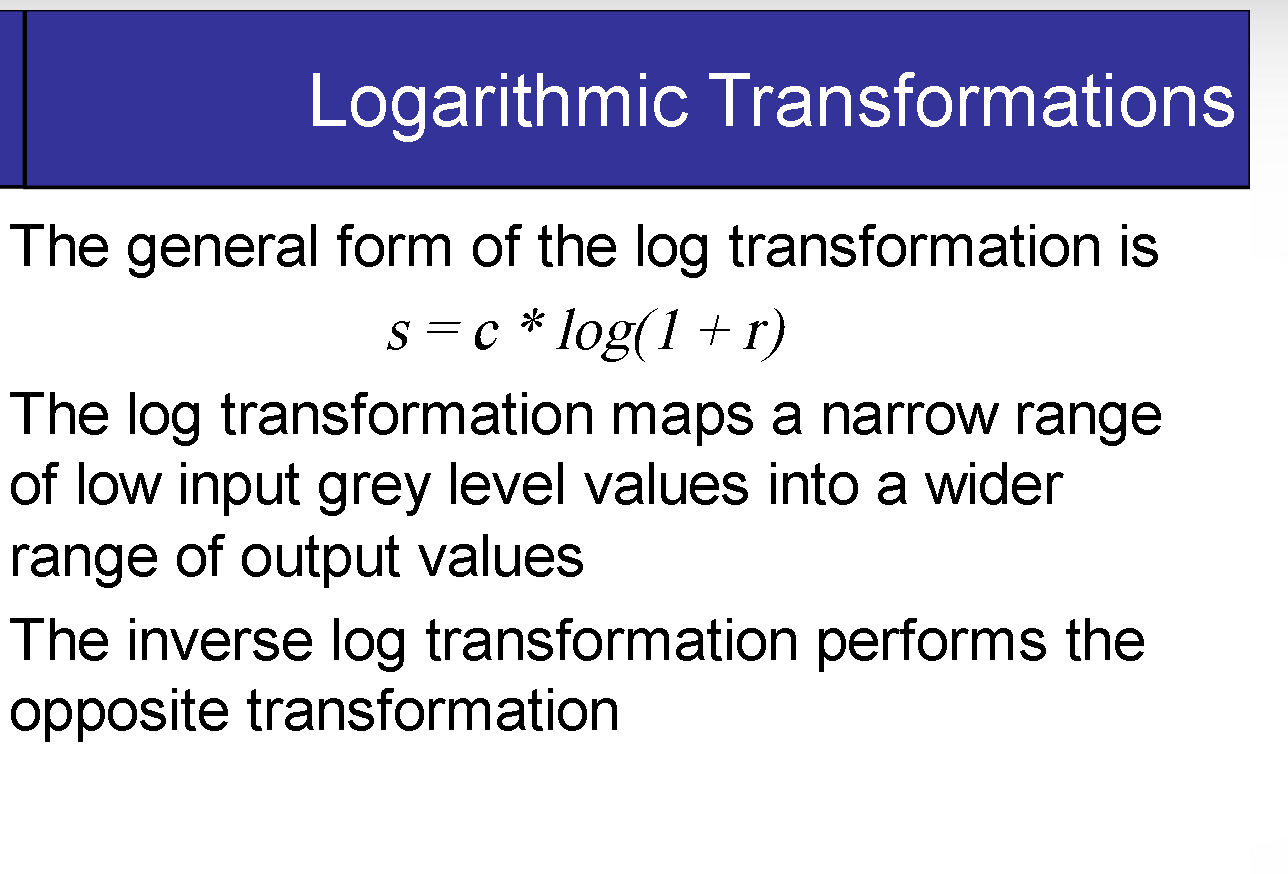 Logarithmic Transformations
The general form of the log transformation is
s = c * log(1 + r)
The log transformation maps a narrow range
of low input grey level values into a wider
range of output values
The inverse log transformation performs the
opposite transformation